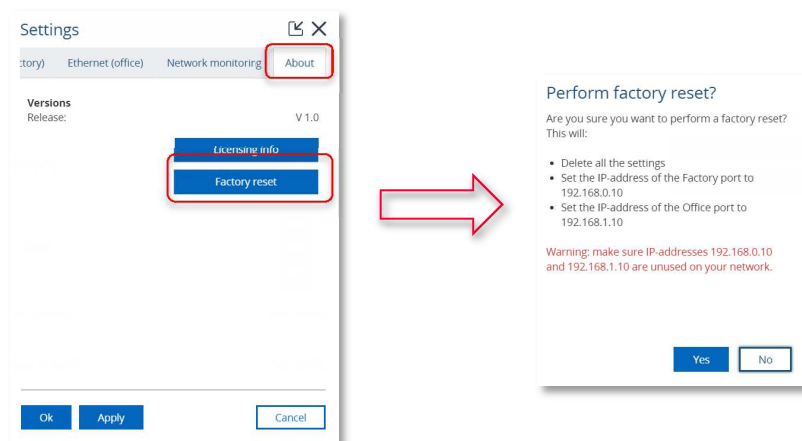 Settings
ctory)
Ethernet (office)
Network monitoring
About
Versions
Release:
V 1.0
Licensing info
Factory reset
Ok
Apply
Cancel
Perform factory reset?
Are you sure you want to perform a factory reset?
This will:
• Delete all the settings
• Set the IP-address of the Factory port to
192.168.0.10
• Set the IP-address of the Office port to
192.168.1.10
Warning: make sure IP-addresses 192.168.0.10
and 192.168.1.10 are unused on your network.
Yes
No